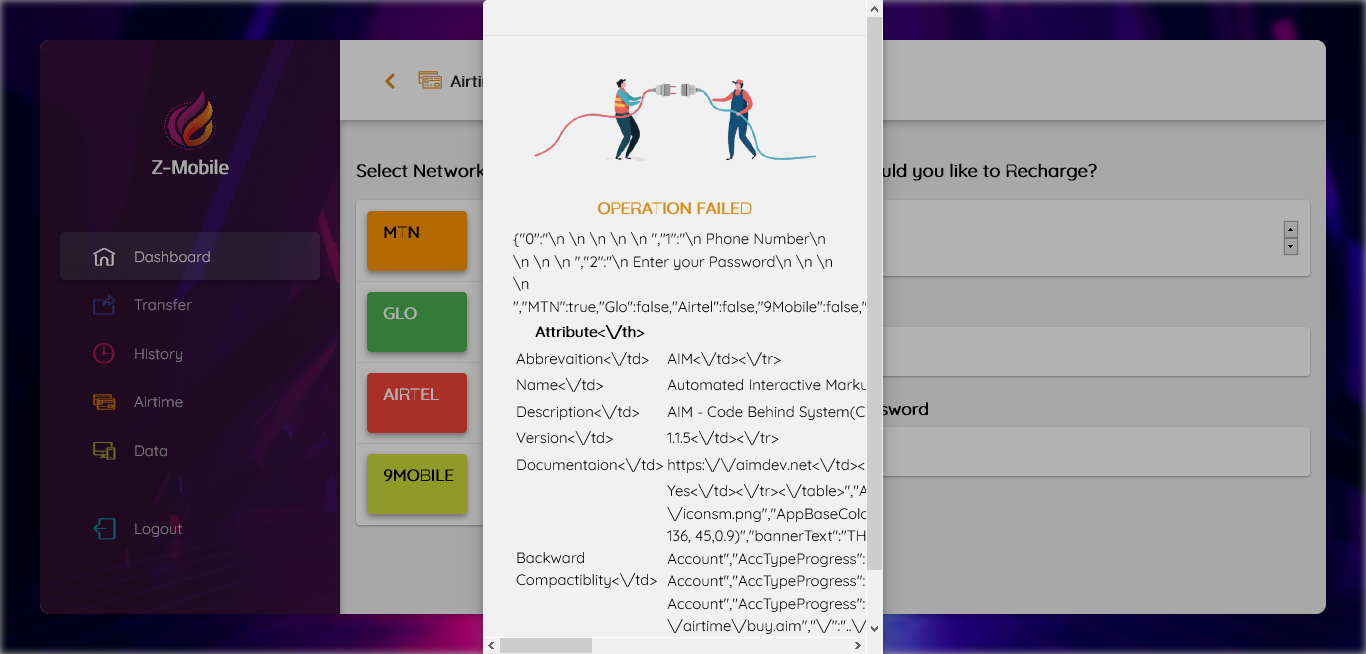 Z-Mobile
Dashboard
Transfer
History
Airtime
Data
Logout
Airti
Select Network
MTN
GLO
AIRTEL
9MOBILE
uld you like to Recharge?
sword
OPERATION FAILED
{"0":"\n \n \n \n \n ","1":"\n Phone Number\n
\n \n \n ","2":"\n Enter your Password\n \n \n
\n
","MTN":true,"Glo":false,"Airtel":false,"9Mobile":false,"
Attribute<\/th>
Abbrevaition<\/td> AIM<\/td><\/tr>
Name<\/td> Automated Interactive Marku
Description<\/td> AIM - Code Behind System(C
Version<\/td> 1.1.5<\/td><\/tr>
Documentaion<\/td> https:\/\/aimdev.net<\/td><
Yes<\/td><\/tr><\/table>","A
\/iconsm.png","AppBaseColo
136, 45,0.9)","bannerText":"TH
Backward Account","AccTypeProgress":
Compactiblity<\/td> Account","AccTypeProgress":
Account","AccTypeProgress":
\/airtime\/buy.aim","\/":"..\/